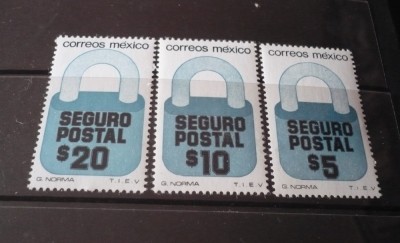 correos méxico
SEGURO
POSTAL
$20
G. NORMA T.I.E.V
correos méxico
SEGURO
POSTAL
$10
G. NORMA T.I.E.V
correos méxico
SEGURO
POSTAL
$5
G. NORMA T.I.E.V